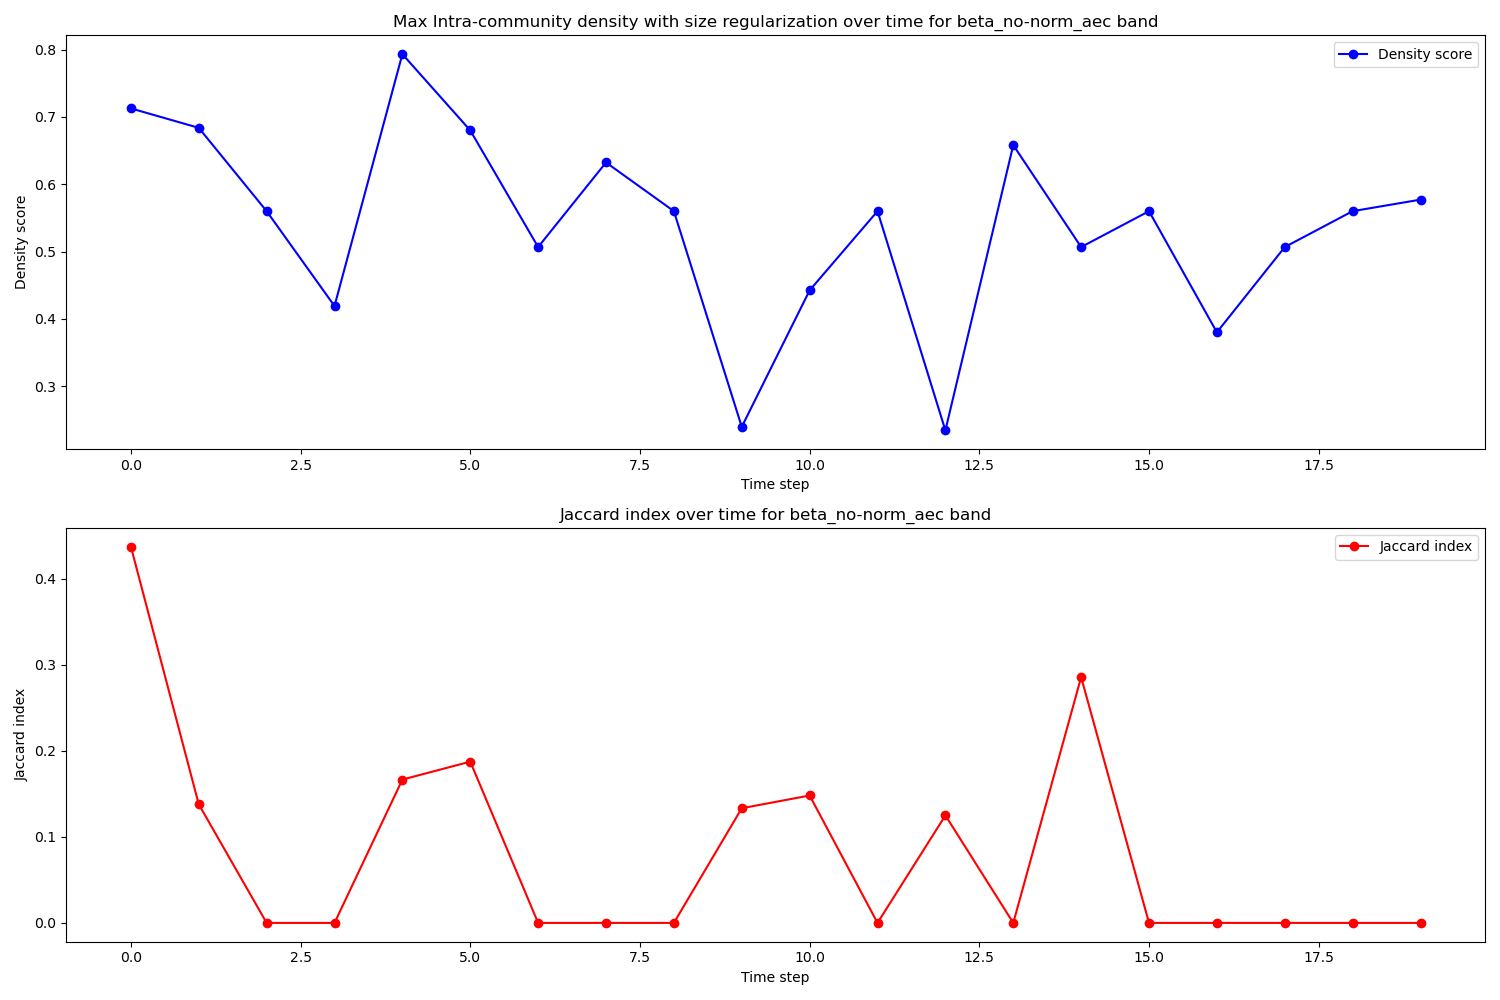 Max Intra-community density with size regularization over time for beta_no-norm_aec band
Density score
0.8
0.7
0.6
0.5
0.4
0.3
Density score
0.0 2.5 5.0 7.5 10.0 12.5 15.0 17.5
Time step
Jaccard index over time for beta_no-norm_aec band
Jaccard index
0.4
0.3
0.2
0.1
0.0
Jaccard index
0.0 2.5 5.0 7.5 10.0 12.5 15.0 17.5
Time step